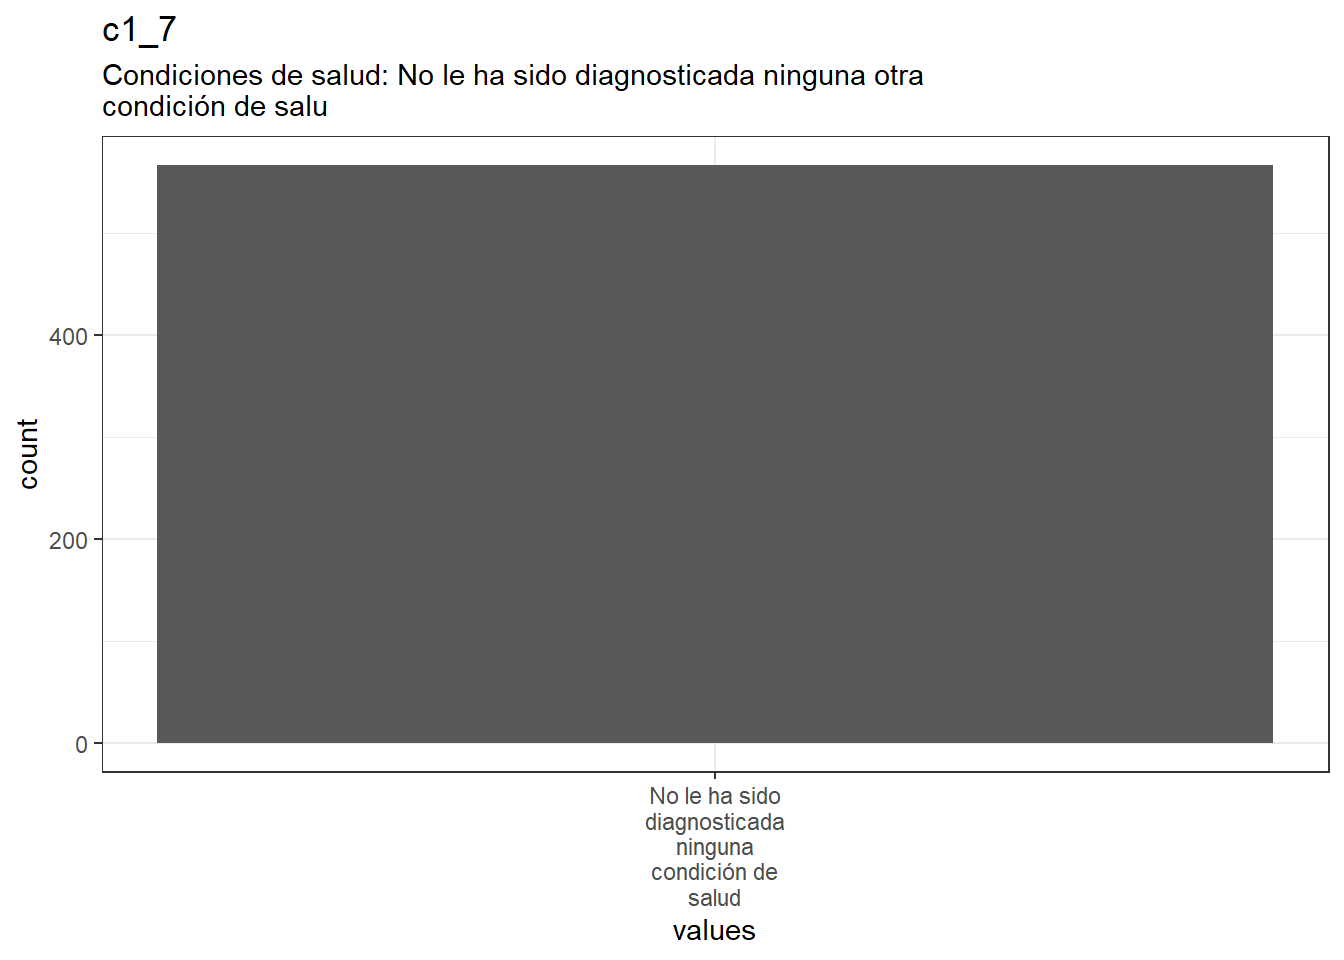 c1_7
Condiciones de salud: No le ha sido diagnosticada ninguna otra
condición de salu
count
400
200
0
No le ha sido
diagnosticada
ninguna
condición de
salud
values